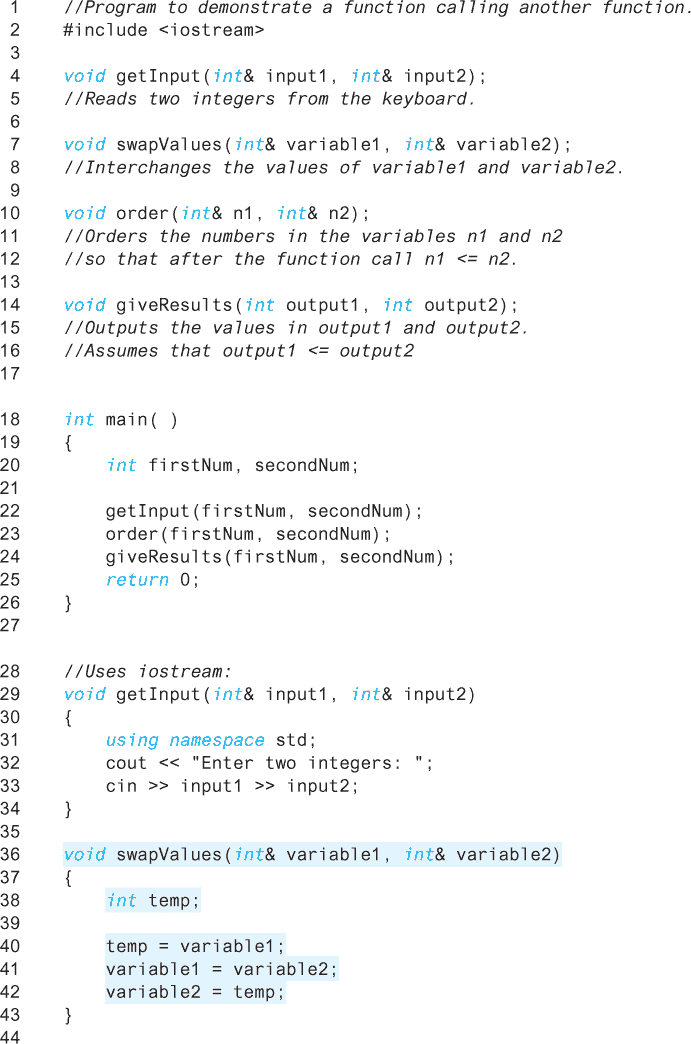 1 //Program to demonstrate a function calling another function.
2 #include <iostream>
3
4 void getInput(int& input1, int& input2);
5 //Reads two integers from the keyboard.
6
7 void swapValues(int& variable1, int& variable2);
8 //Interchanges the values of variable1 and variable2.
9
10 void order(int& n1, int& n2);
11 //Orders the numbers in the variables n1 and n2
12 //so that after the function call n1 <= n2.
13
14 void giveResults(int output1, int output2);
15 //Outputs the values in output1 and output2.
16 //Assumes that output1 <= output2
17
18 int main( )
19 {
20     int firstNum, secondNum;
21
22     getInput(firstNum, secondNum);
23     order(firstNum, secondNum);
24     giveResults(firstNum, secondNum);
25     return 0;
26 }
27
28 //Uses iostream:
29 void getInput(int& input1, int& input2)
30 {
31     using namespace std;
32     cout << "Enter two integers: ";
33     cin >> input1 >> input2;
34 }
35
36 void swapValues(int& variable1, int& variable2)
37 {
38     int temp;
39
40     temp = variable1;
41     variable1 = variable2;
42     variable2 = temp;
43 }
44